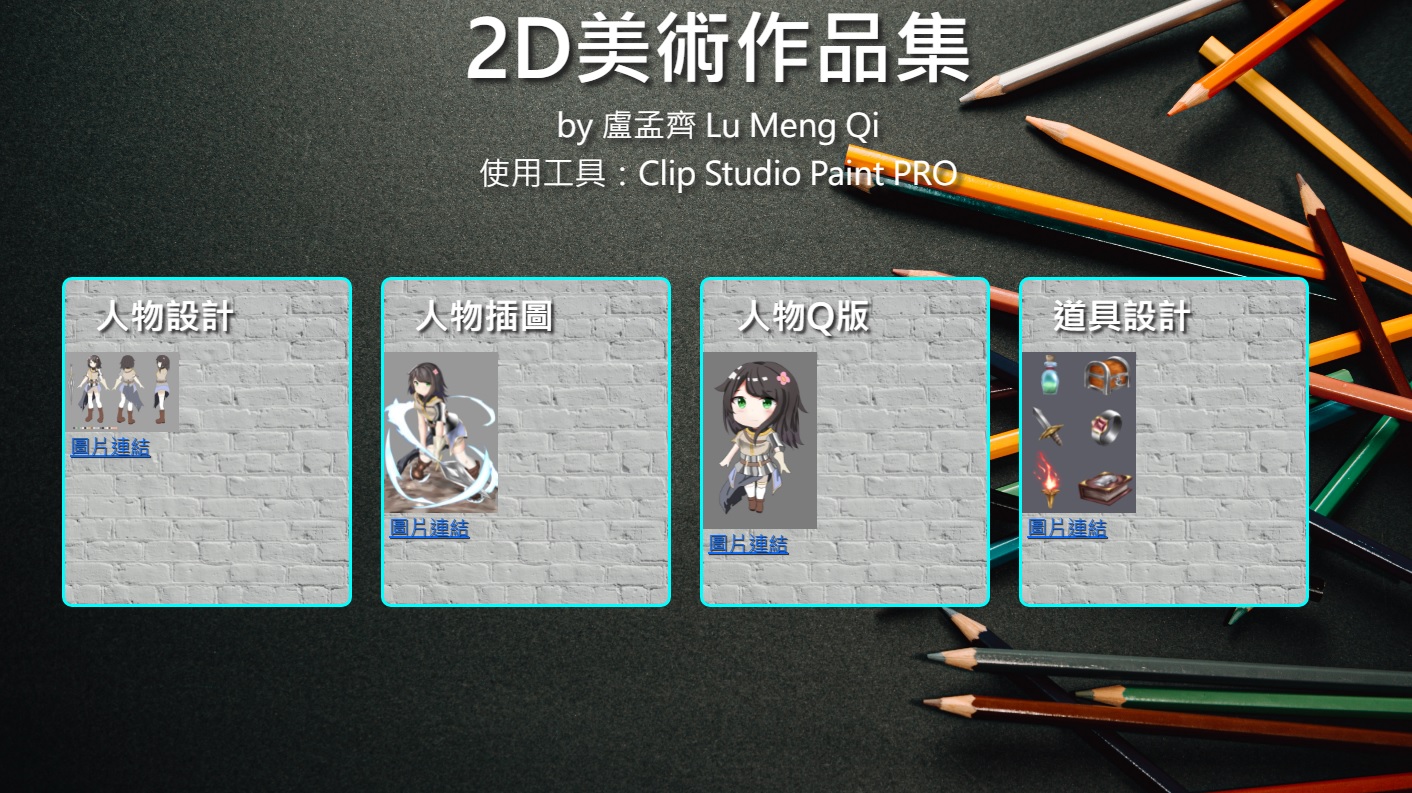 2D美術作品集
by 盧孟齊 Lu Meng Qi
使用工具：Clip Studio Paint PRO
人物設計
圖片連結
人物插圖
圖片連結
人物Q版
圖片連結
道具設計
圖片連結